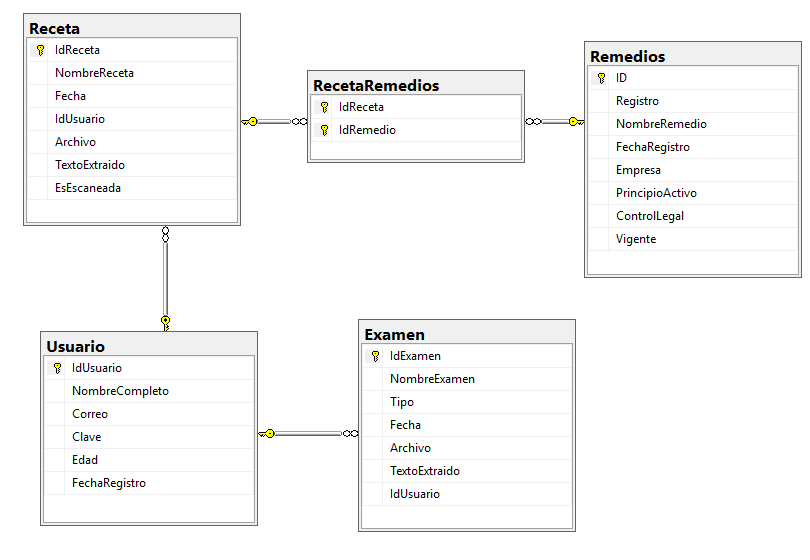 Receta
IdReceta
NombreReceta
Fecha
IdUsuario
Archivo
TextoExtraido
EsEscaneada
RecetaRemedios
IdReceta
IdRemedio
Remedios
ID
Registro
NombreRemedio
FechaRegistro
Empresa
PrincipioActivo
ControlLegal
Vigente
Usuario
IdUsuario
NombreCompleto
Correo
Clave
Edad
FechaRegistro
Examen
IdExamen
NombreExamen
Tipo
Fecha
Archivo
TextoExtraido
IdUsuario